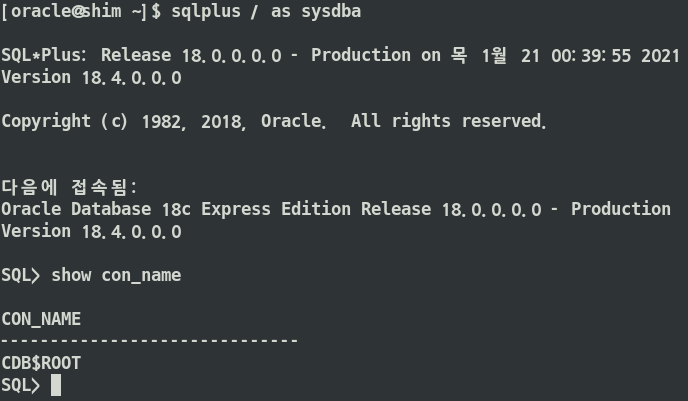 [oracle@shim ~]$ sqlplus / as sysdba
SQL*Plus: Release 18.0.0.0.0 - Production on 목 1월 21 00:39:55 2021
Version 18.4.0.0.0
Copyright (c) 1982, 2018, Oracle.  All rights reserved.
다음에 접속됨:
Oracle Database 18c Express Edition Release 18.0.0.0.0 - Production
Version 18.4.0.0.0
SQL> show con_name
CON_NAME
------------------------------
CDB$ROOT
SQL>